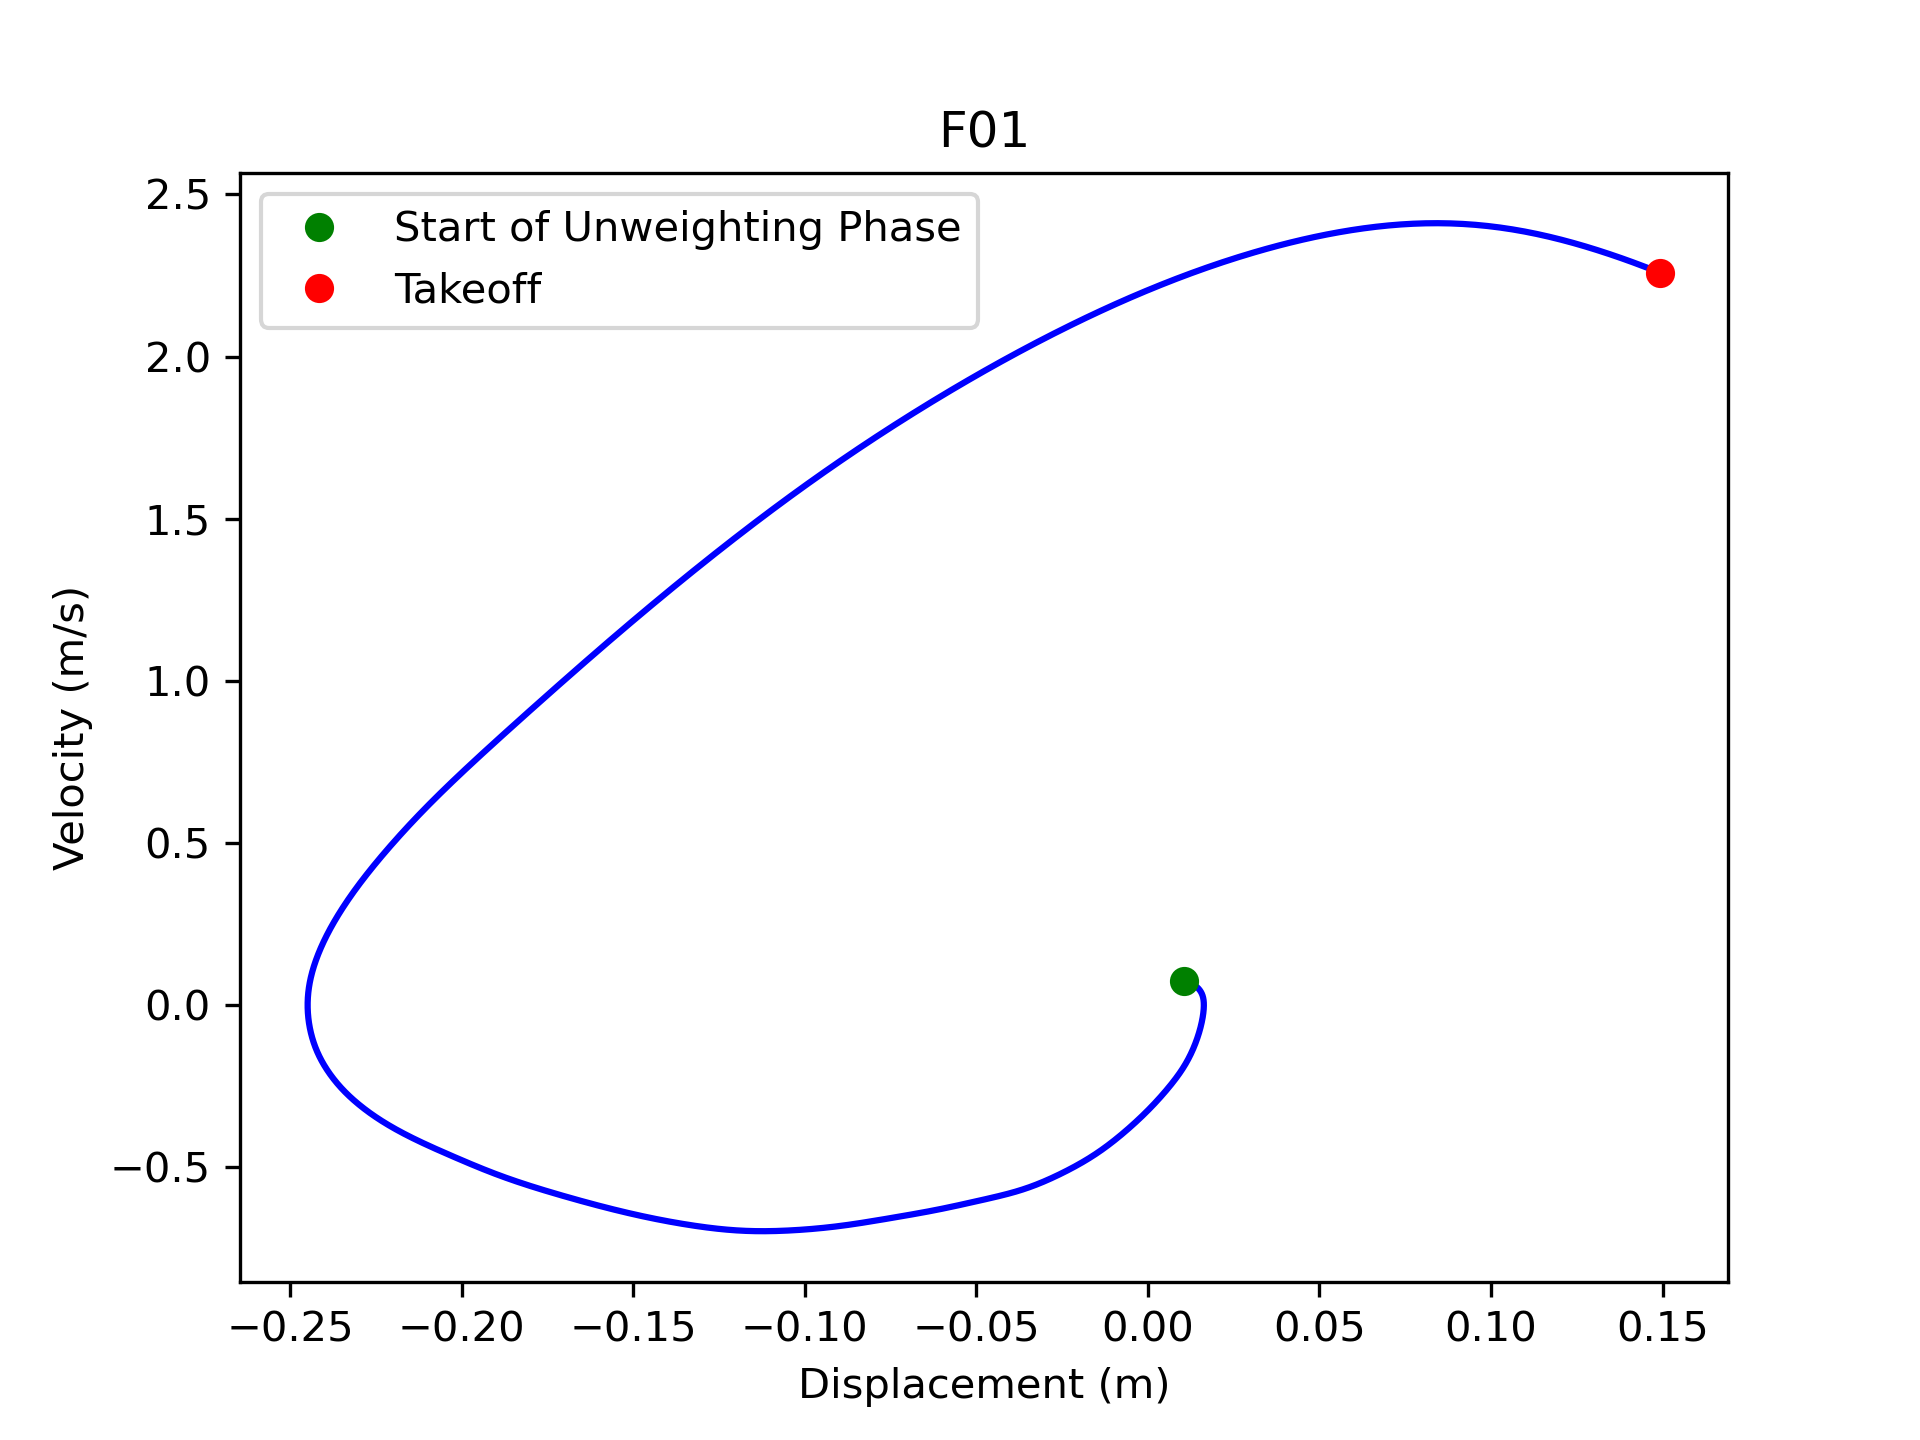 F01
Start of Unweighting Phase
Takeoff
2.5
2.0
1.5
1.0
0.5
0.0
−0.5
Velocity (m/s)
−0.25 −0.20 −0.15 −0.10 −0.05 0.00 0.05 0.10 0.15
Displacement (m)